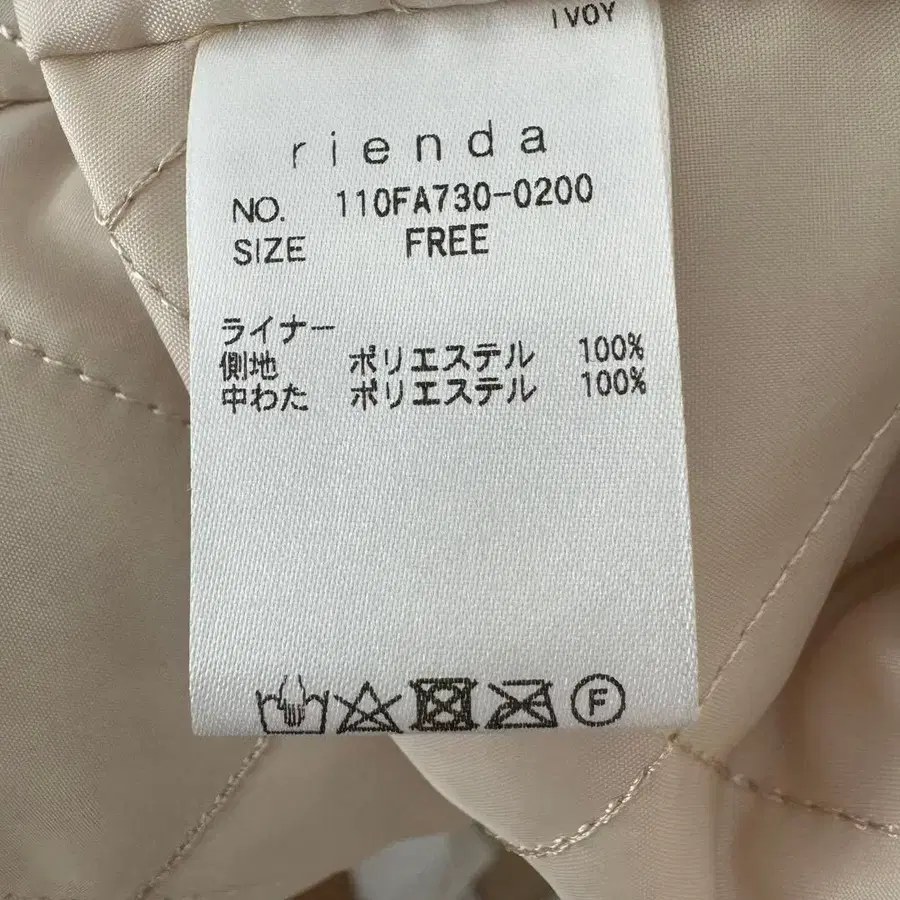 IVOY
rienda
NO. 110FA730-0200
SIZE FREE
ライナー
側地 ポリエステル 100%
中わた ポリエステル 100%
F